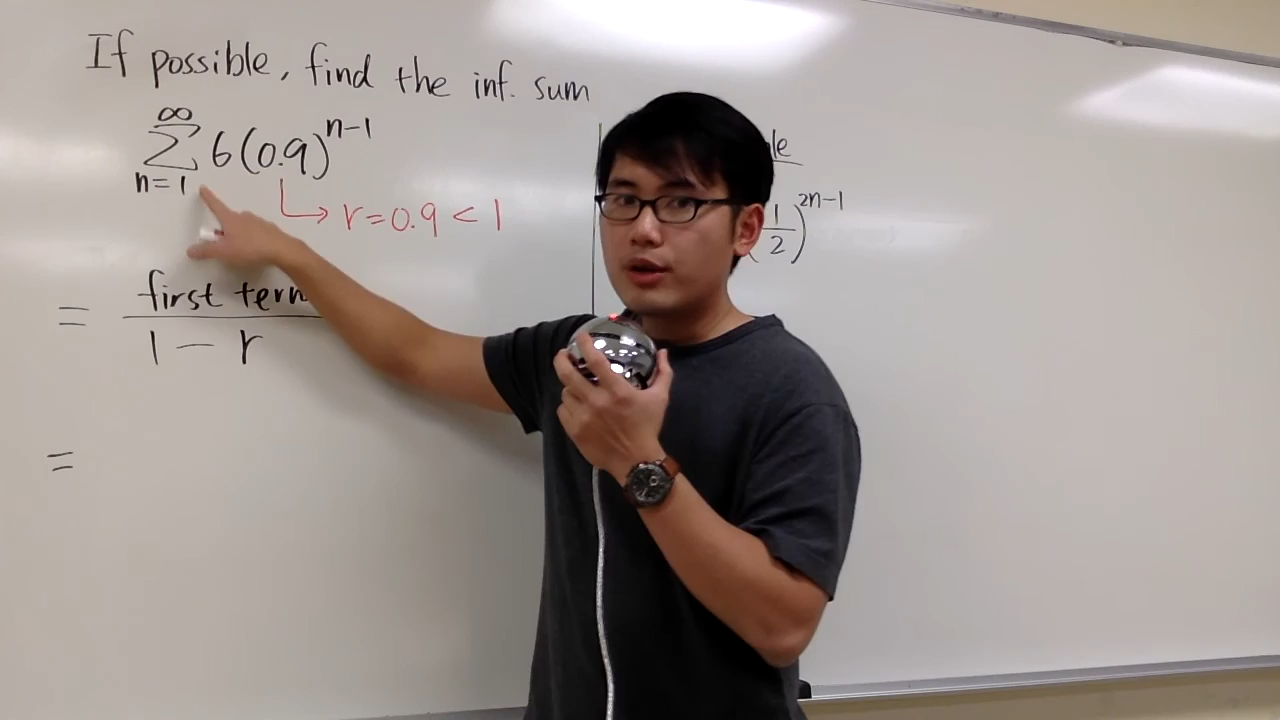 If possible, find the inf. sum
∞
∑ 6(0.9)^{n-1}
n=1
↳ r=0.9 < 1
= first term / 1 - r
=
(1/2)^{2n-1}